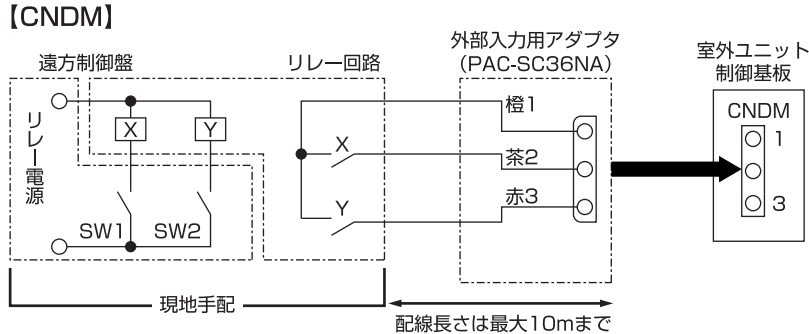 【CNDM】
遠方制御盤
リレー回路
外部入力用アダプタ
(PAC-SC36NA)
室外ユニット
制御基板
リレー電源
X
Y
SW1
SW2
X
Y
橙1
茶2
赤3
CNDM
1
3
現地手配
配線長さは最大10mまで